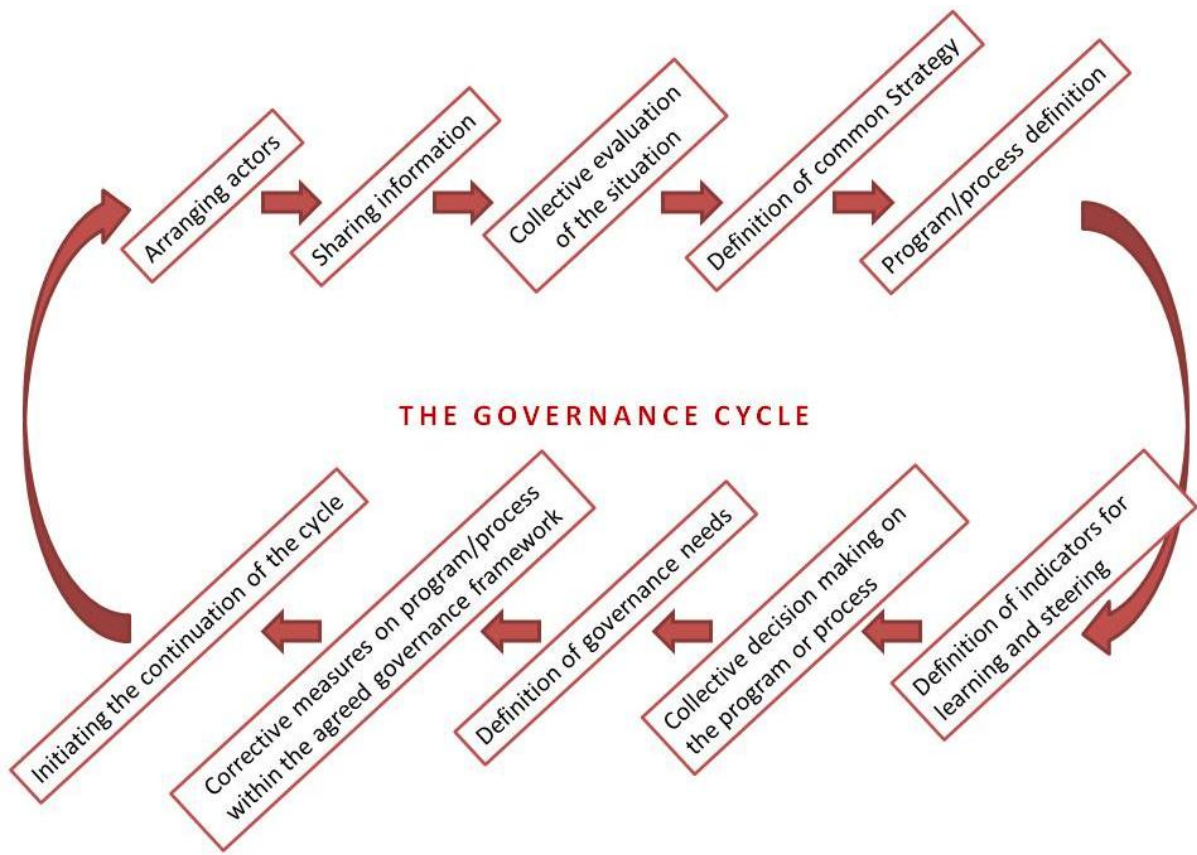 Arranging actors
Sharing information
Collective evaluation
of the situation
Definition of common Strategy
Program/process definition
THE GOVERNANCE CYCLE
Initiating the continuation of the cycle
Corrective measures on program/process
within the agreed governance framework
Definition of governance needs
Collective decision making on
the program or process
Definition of indicators for
learning and steering